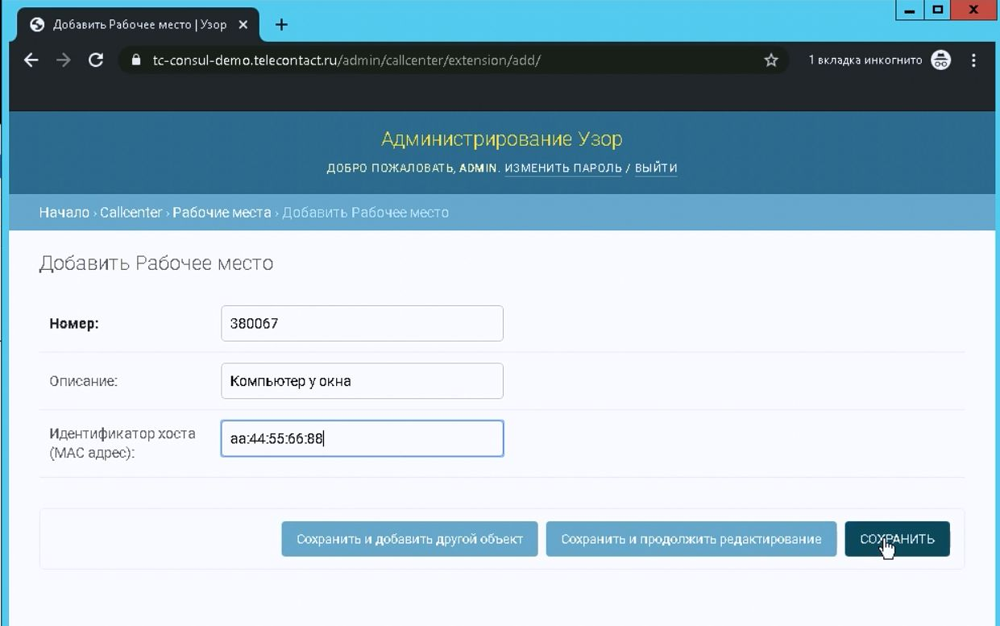 Добавить Рабочее место | Узор
tc-consul-demo.telecontact.ru/admin/callcenter/extension/add/
1 вкладка инкогнито
Администрирование Узор
ДОБРО ПОЖАЛОВАТЬ, ADMIN. ИЗМЕНИТЬ ПАРОЛЬ / ВЫЙТИ
Начало › Callcenter › Рабочие места › Добавить Рабочее место
Добавить Рабочее место
Номер: 380067
Описание: Компьютер у окна
Идентификатор хоста
(MAC адрес):
aa:44:55:66:88
Сохранить и добавить другой объект Сохранить и продолжить редактирование СОХРАНИТЬ